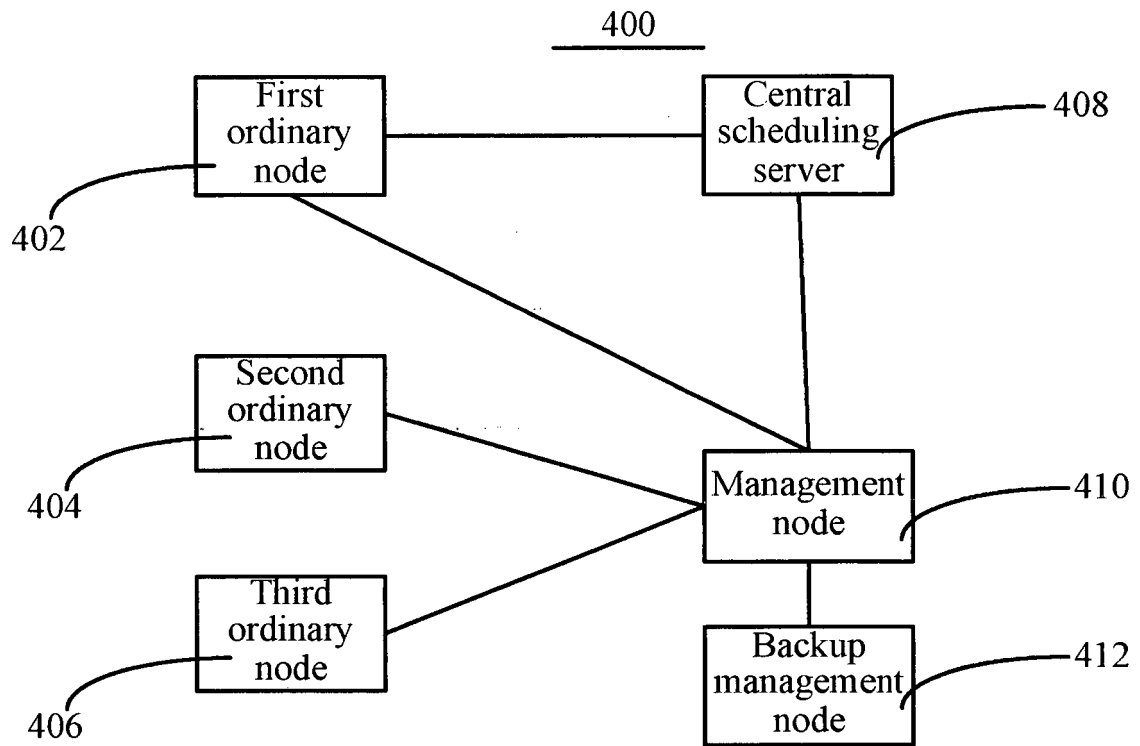 400
First
ordinary
node
402
Central
scheduling
server
408
Second
ordinary
node
404
Management
node
410
Third
ordinary
node
406
Backup
management
node
412